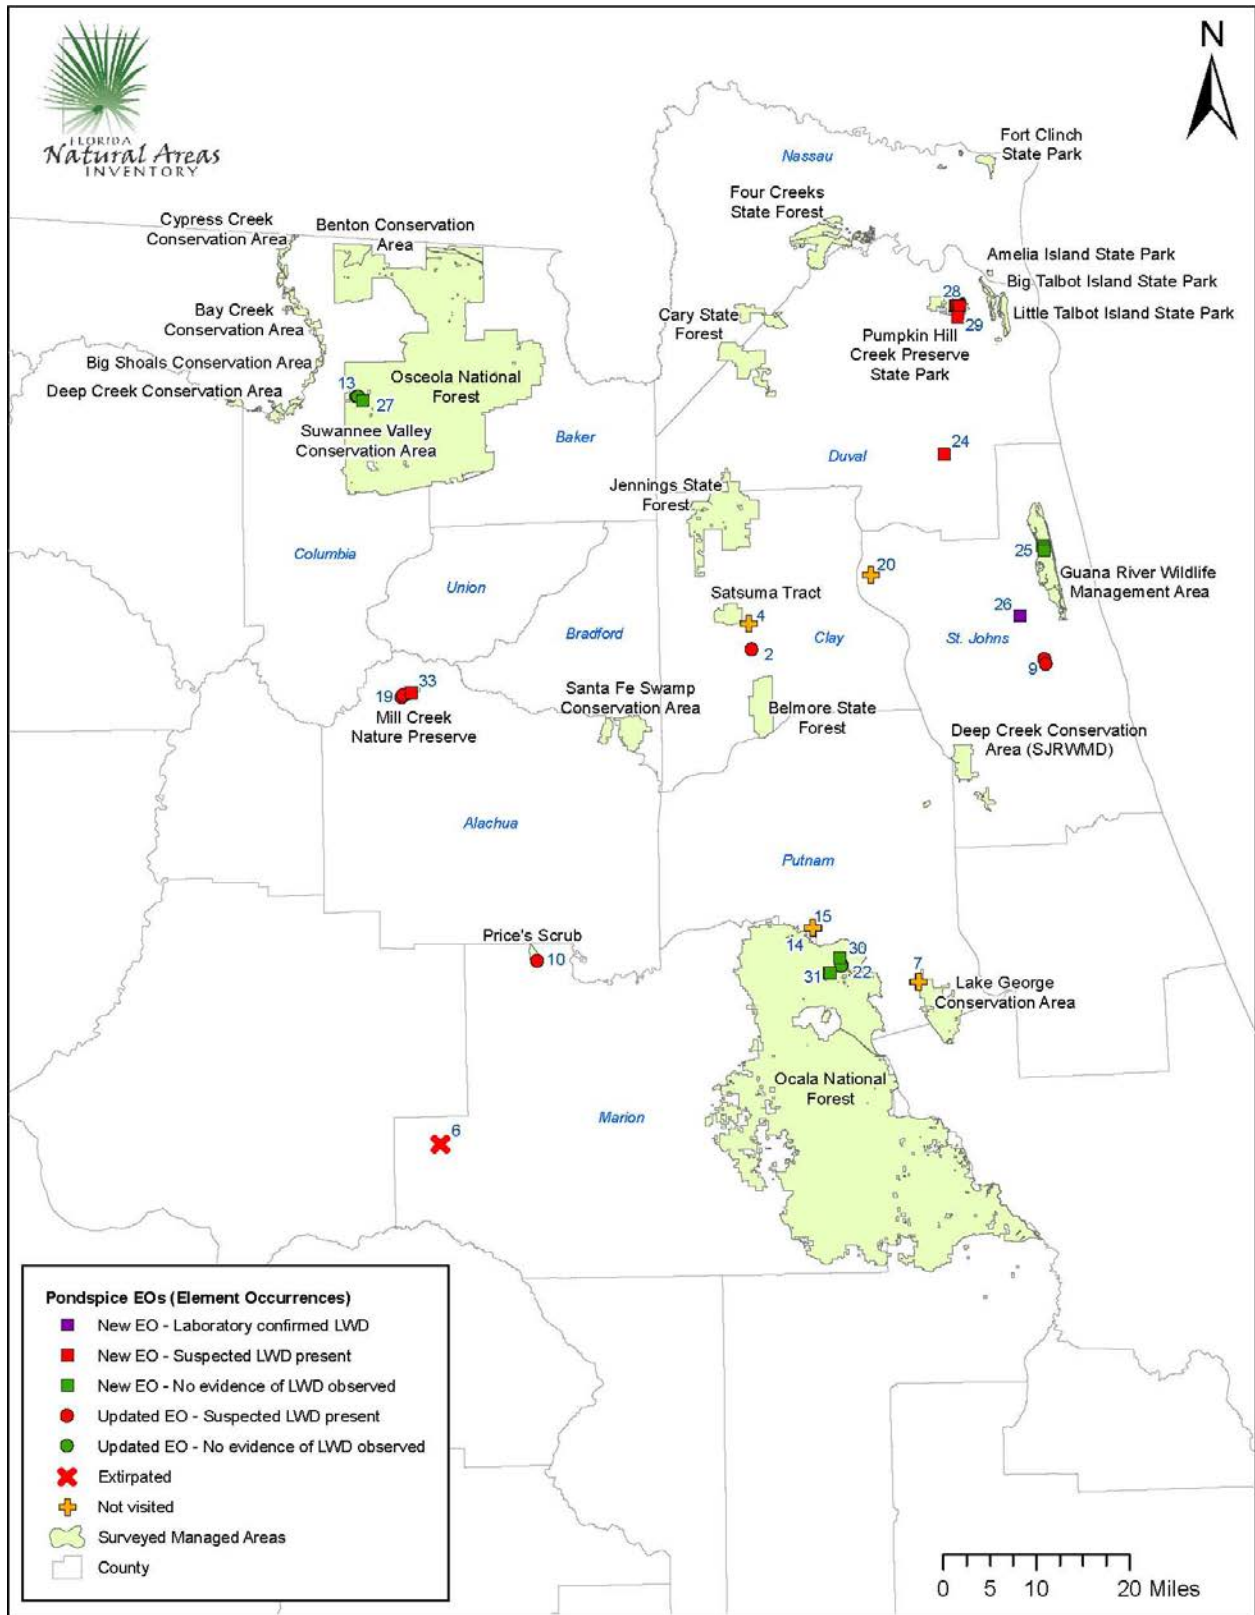 N
FLORIDA
Natural Areas
INVENTORY
Fort Clinch
State Park
Nassau
Four Creeks
State Forest
Cypress Creek
Conservation Area
Benton Conservation
Area
Amelia Island State Park
Big Talbot Island State Park
Little Talbot Island State Park
28
29
Pumpkin Hill
Creek Preserve
State Park
Bay Creek
Conservation Area
Cary State
Forest
Big Shoals Conservation Area
Deep Creek Conservation Area
13
27
Osceola National
Forest
Suwannee Valley
Conservation Area
Baker
24
Duval
Jennings State
Forest
Columbia
25
Guana River Wildlife
Management Area
20
Union
Satsuma Tract
4
26
Bradford
Clay
St. Johns
2
9
19
33
Mill Creek
Nature Preserve
Santa Fe Swamp
Conservation Area
Belmore State
Forest
Deep Creek Conservation
Area (SJRWMD)
Alachua
Putnam
Price's Scrub
10
15
14
30
31
22
7
Lake George
Conservation Area
Ocala National
Forest
Marion
6
Pondspice EOs (Element Occurrences)
New EO - Laboratory confirmed LWD
New EO - Suspected LWD present
New EO - No evidence of LWD observed
Updated EO - Suspected LWD present
Updated EO - No evidence of LWD observed
Extirpated
Not visited
Surveyed Managed Areas
County
0 5 10 20 Miles